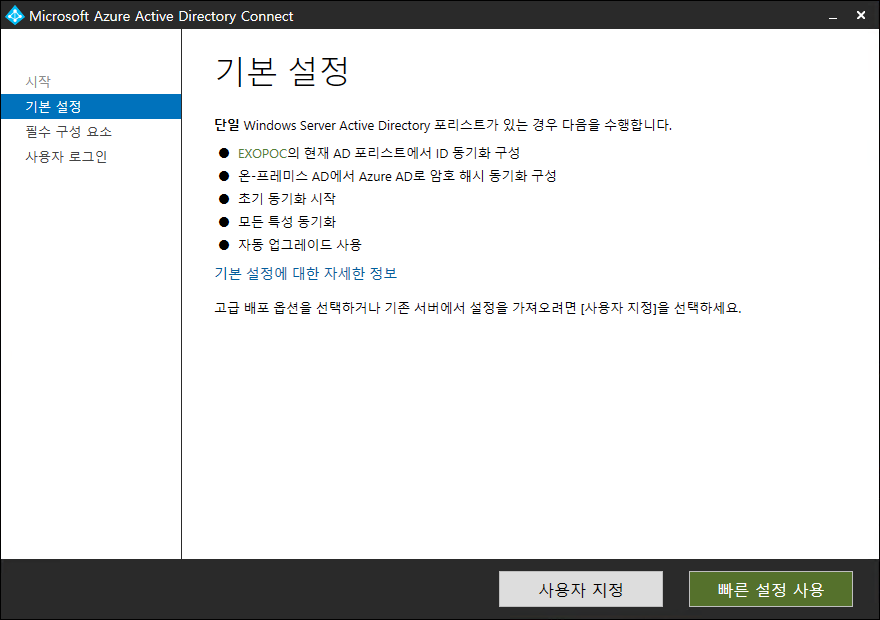 Microsoft Azure Active Directory Connect
시작
기본 설정
필수 구성 요소
사용자 로그인
기본 설정
단일 Windows Server Active Directory 포리스트가 있는 경우 다음을 수행합니다.
● EXOPOC의 현재 AD 포리스트에서 ID 동기화 구성
● 온-프레미스 AD에서 Azure AD로 암호 해시 동기화 구성
● 초기 동기화 시작
● 모든 특성 동기화
● 자동 업그레이드 사용
기본 설정에 대한 자세한 정보
고급 배포 옵션을 선택하거나 기존 서버에서 설정을 가져오려면 [사용자 지정]을 선택하세요.
사용자 지정
빠른 설정 사용